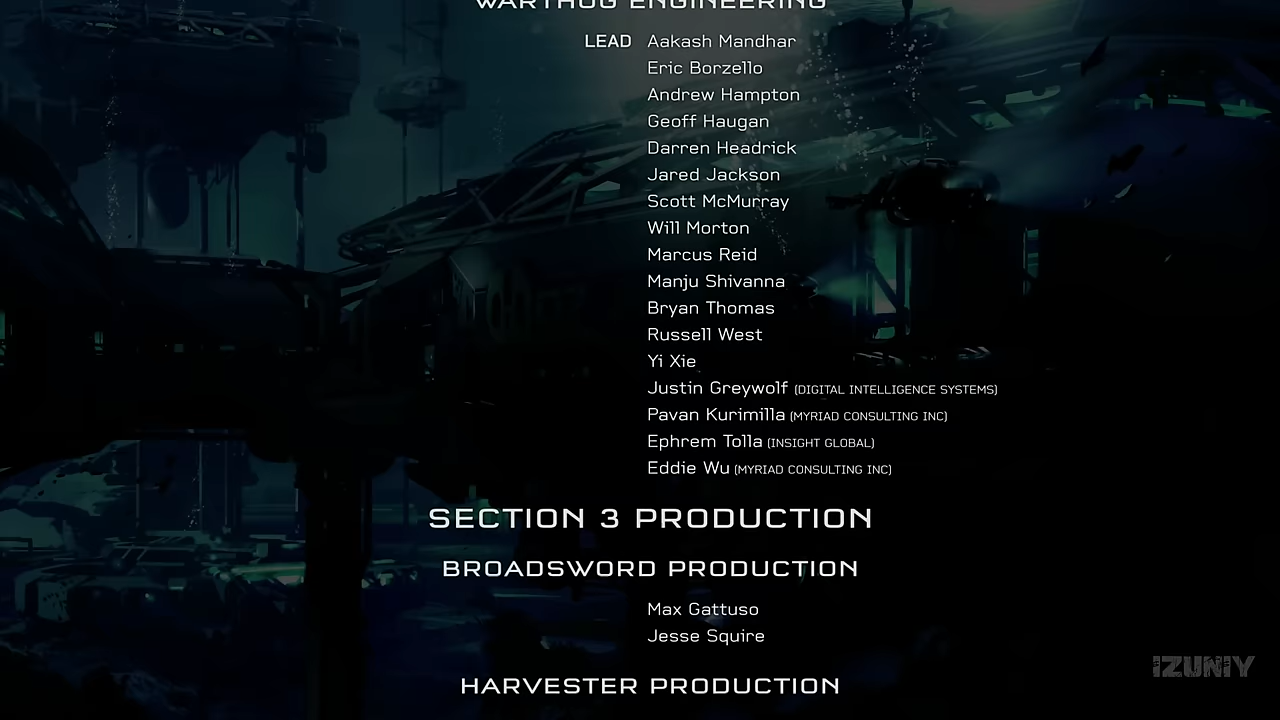 WARTHOG ENGINEERING
LEAD Aakash Mandhar
Eric Borzello
Andrew Hampton
Geoff Haugan
Darren Headrick
Jared Jackson
Scott McMurray
Will Morton
Marcus Reid
Manju Shivanna
Bryan Thomas
Russell West
Yi Xie
Justin Greywolf (DIGITAL INTELLIGENCE SYSTEMS)
Pavan Kurimilla (MYRIAD CONSULTING INC)
Ephrem Tolla (INSIGHT GLOBAL)
Eddie Wu (MYRIAD CONSULTING INC)
SECTION 3 PRODUCTION
BROADSWORD PRODUCTION
Max Gattuso
Jesse Squire
IZUNIY
HARVESTER PRODUCTION